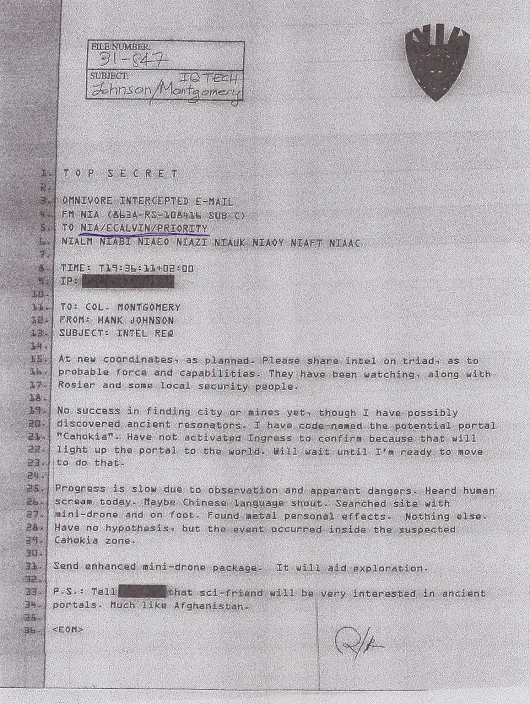 FILE NUMBER:
31-847
SUBJECT: IQTECH
Johnson/Montgomery
1. TOP SECRET
2.
3. OMNIVORE INTERCEPTED E-MAIL
4. FM NIA (863A-RS-108416 SUB C)
5. TO NIA/ECALVIN/PRIORITY
6. NIALM NIABI NIAEO NIAZI NIAUK NIAOY NIAFT NIAAC
7.
8. TIME: T19:36:11+02:00
9. IP:
10.
11. TO: COL. MONTGOMERY
12. FROM: HANK JOHNSON
13. SUBJECT: INTEL REQ
14.
15. At new coordinates, as planned. Please share intel on triad, as to
16. probable force and capabilities. They have been watching, along with
17. Rosier and some local security people.
18.
19. No success in finding city or mines yet, though I have possibly
20. discovered ancient resonators. I have code-named the potential portal
21. "Cahokia". Have not activated Ingress to confirm because that will
22. light up the portal to the world. Will wait until I'm ready to move
23. to do that.
24.
25. Progress is slow due to observation and apparent dangers. Heard human
26. scream today. Maybe Chinese language shout. Searched site with
27. mini-drone and on foot. Found metal personal effects. Nothing else.
28. Have no hypothesis, but the event occurred inside the suspected
29. Cahokia zone.
30.
31. Send enhanced mini-drone package. It will aid exploration.
32.
33. P.S.: Tell that sci-friend will be very interested in ancient
34. portals. Much like Afghanistan.
35.
36. <EOM>